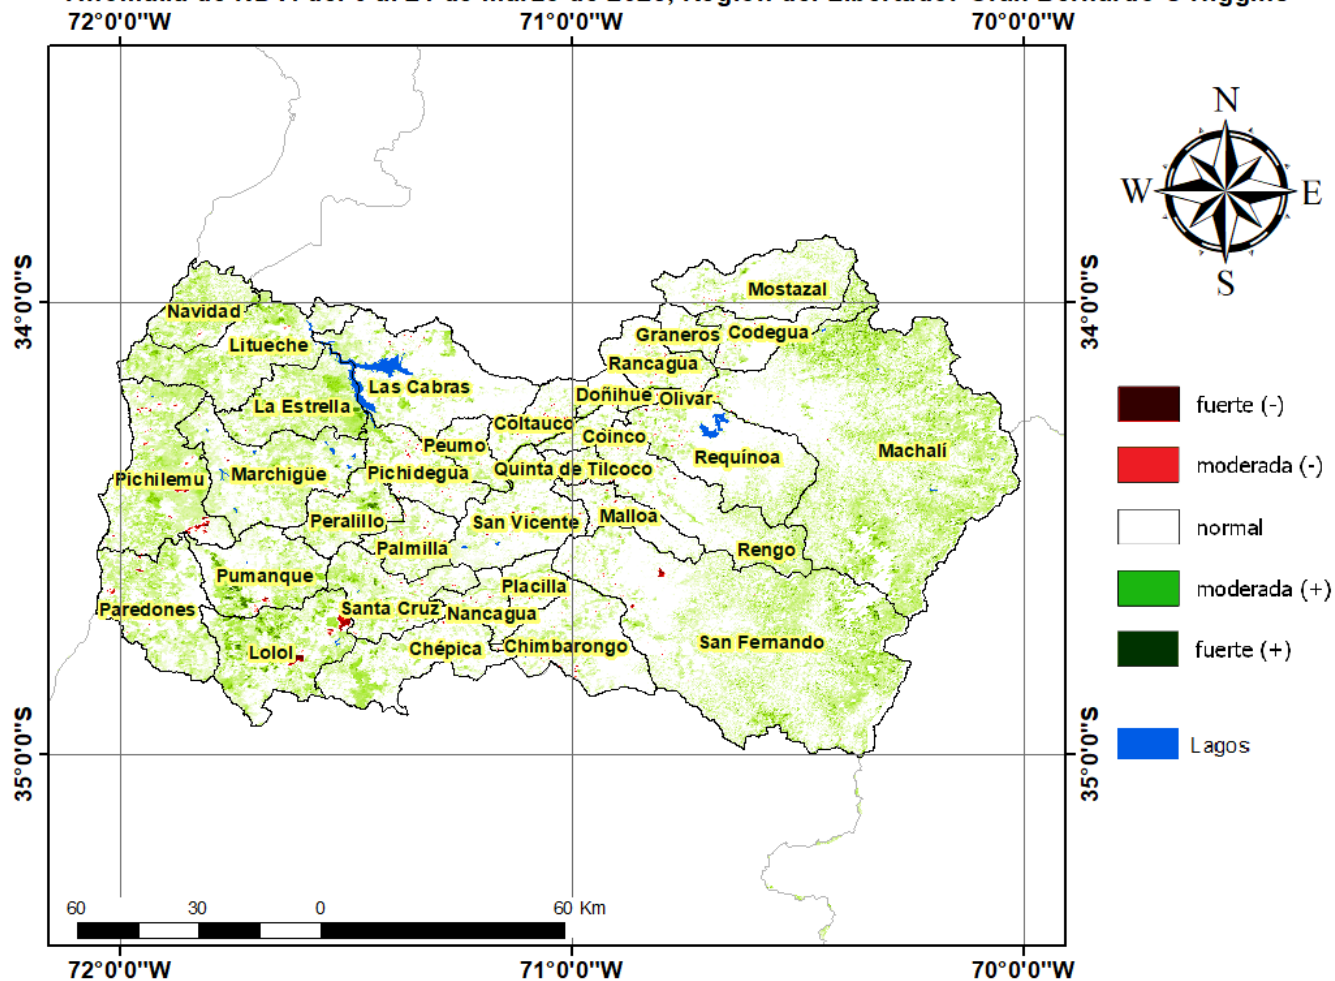 72°0'0"W 71°0'0"W 70°0'0"W
N
W E
S
34°0'0"S
34°0'0"S
Mostazal
Navidad
Graneros Codegua
Litueche
Rancagua
Las Cabras
Doñihue Olivar
La Estrella
Coltauco
Coinco
Peumo
Machalí
Requínoa
Quinta de Tilcoco
Pichilemu Marchigüe Pichidegua
Peralillo San Vicente Malloa
Palmilla Rengo
Pumanque Placilla
Paredones Santa Cruz Nancagua
San Fernando
Lolol Chépica Chimbarongo
fuerte (-)
moderada (-)
normal
moderada (+)
fuerte (+)
Lagos
35°0'0"S
35°0'0"S
60 30 0 60 Km
72°0'0"W 71°0'0"W 70°0'0"W